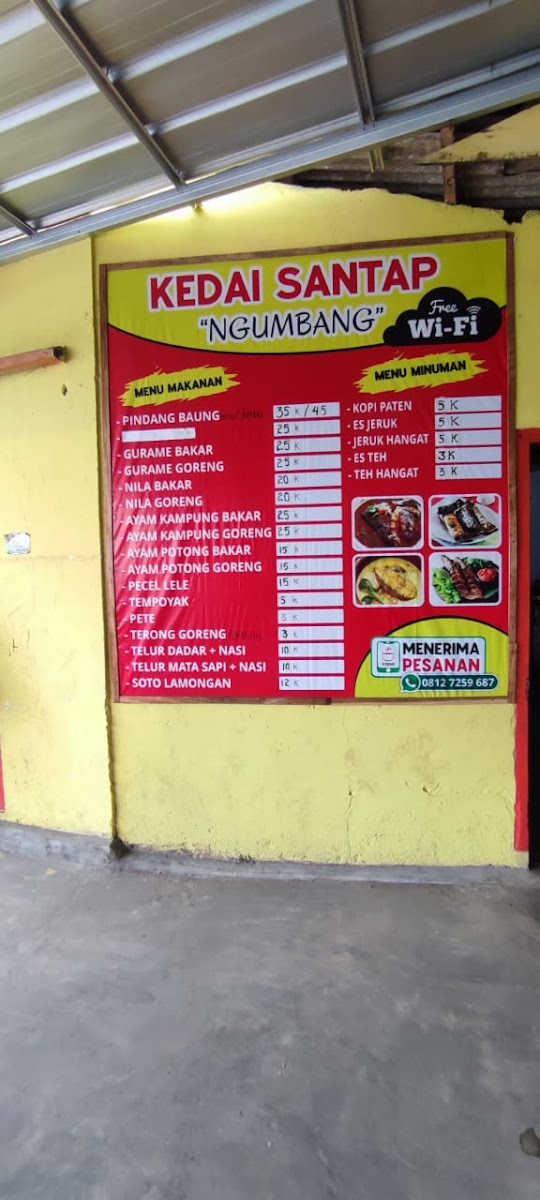 KEDAI SANTAP
"NGUMBANG"
Free
Wi-Fi
MENU MAKANAN
- PINDANG BAUNG 35 K / 45
- 25 K
- GURAME BAKAR 25 K
- GURAME GORENG 25 K
- NILA BAKAR 20 K
- NILA GORENG 20 K
- AYAM KAMPUNG BAKAR 25 K
- AYAM KAMPUNG GORENG 25 K
- AYAM POTONG BAKAR 15 K
- AYAM POTONG GORENG 15 K
- PECEL LELE 15 K
- TEMPOYAK 5 K
- PETE K
- TERONG GORENG 3 K
- TELUR DADAR + NASI 10 K
- TELUR MATA SAPI + NASI 10 K
- SOTO LAMONGAN 12 K
MENU MINUMAN
- KOPI PATEN 5 K
- ES JERUK 5 K
- JERUK HANGAT 5 K
- ES TEH 3K
- TEH HANGAT 3 K
MENERIMA
PESANAN
0812 7259 687